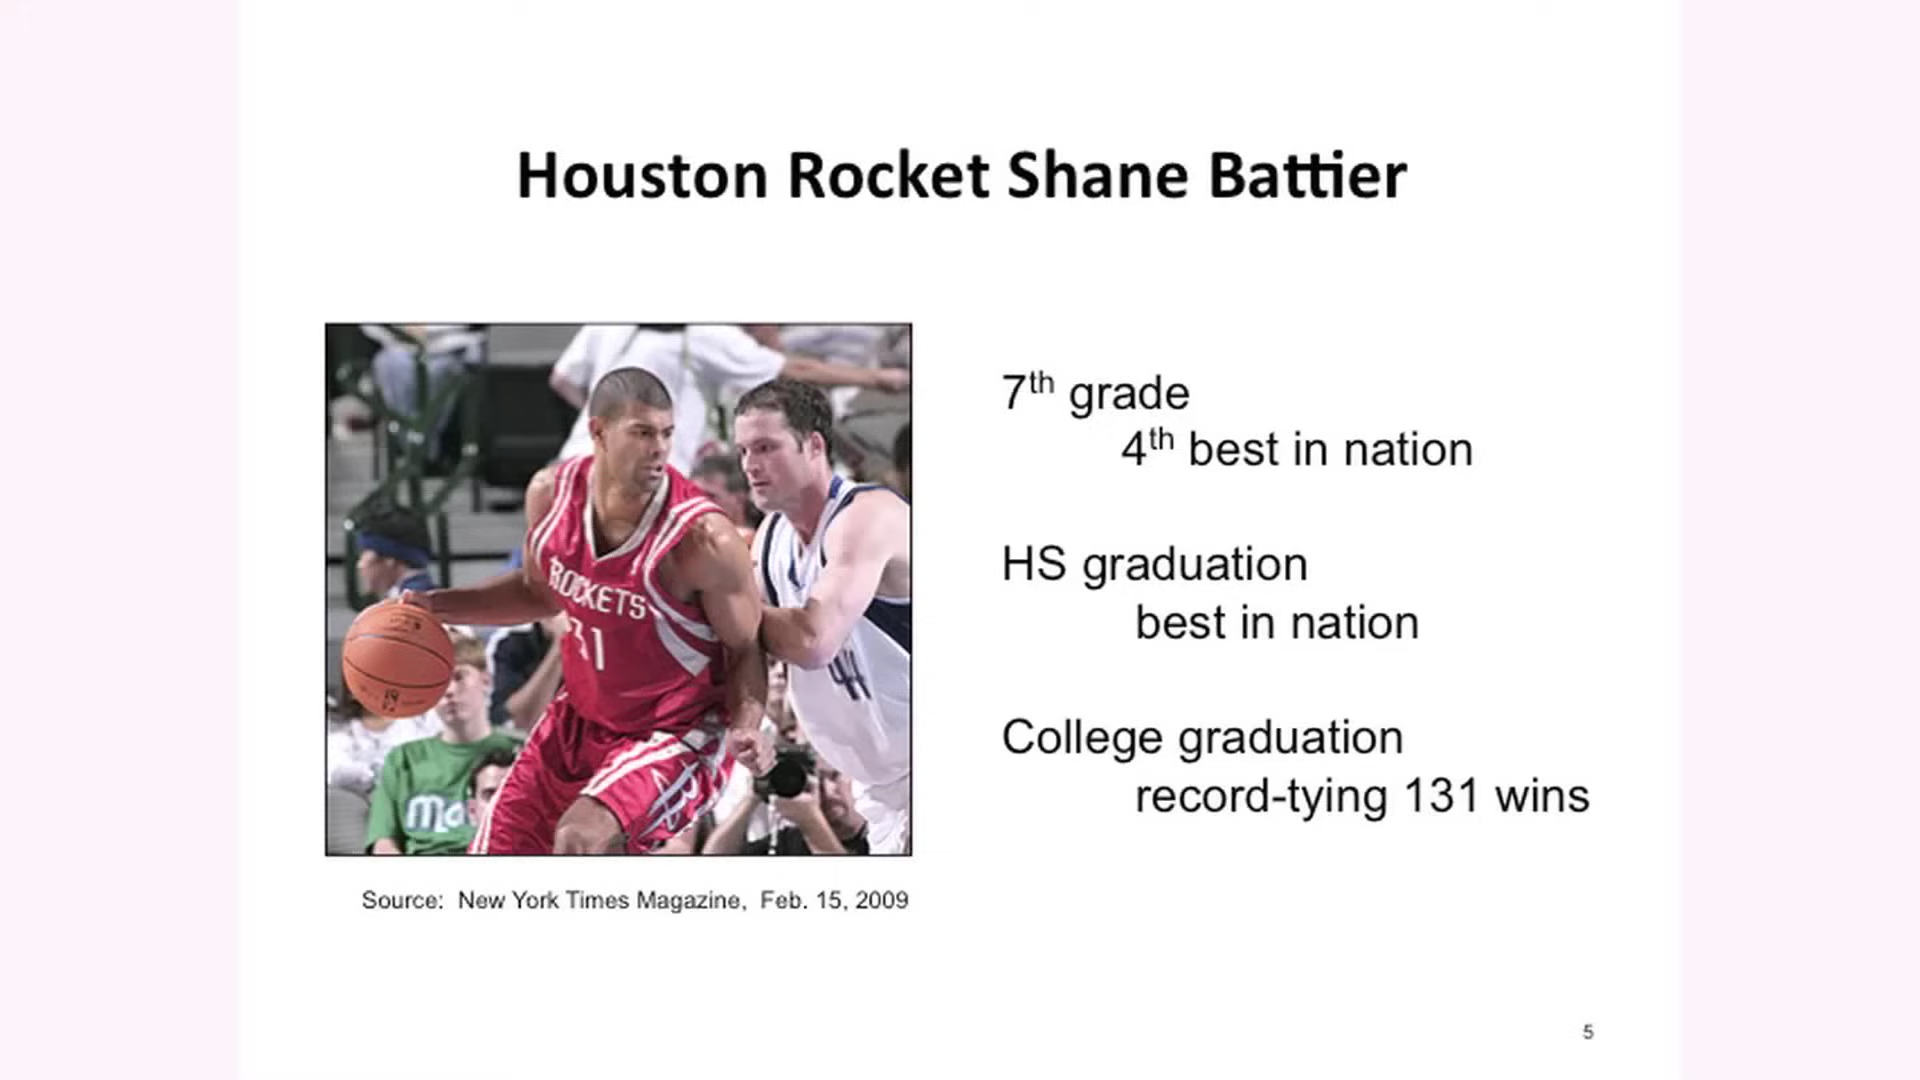 Houston Rocket Shane Battier
7th grade
4th best in nation
HS graduation
best in nation
College graduation
record-tying 131 wins
ROCKETS
31
44
Source: New York Times Magazine, Feb. 15, 2009
5